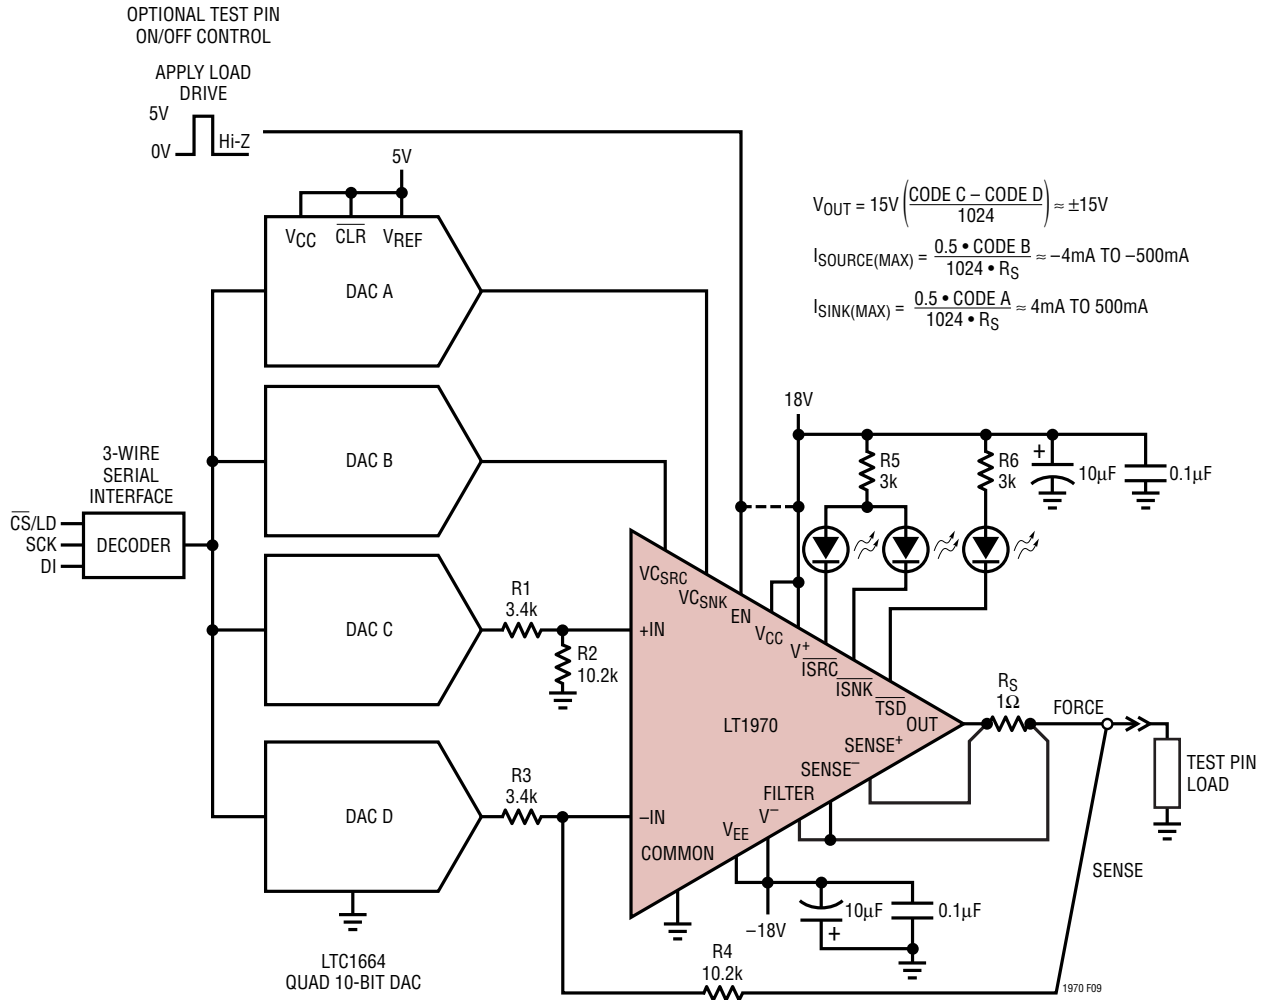 OPTIONAL TEST PIN
ON/OFF CONTROL
APPLY LOAD
DRIVE
5V
0V
Hi-Z
5V
VCC
CLR
VREF
DAC A
VOUT = 15V (CODE C – CODE D / 1024) ≈ ±15V
ISOURCE(MAX) = 0.5 • CODE B / 1024 • RS ≈ –4mA TO –500mA
ISINK(MAX) = 0.5 • CODE A / 1024 • RS ≈ 4mA TO 500mA
18V
R5
3k
R6
3k
+
10µF
0.1µF
DAC B
3-WIRE
SERIAL
INTERFACE
CS/LD
SCK
DI
DECODER
DAC C
R1
3.4k
R2
10.2k
+IN
VCSRC
VCSNK
EN
VCC
V+
ISRC
ISNK
TSD
OUT
LT1970
SENSE+
SENSE–
FILTER
V–
VEE
COMMON
–IN
RS
1Ω
FORCE
TEST PIN
LOAD
SENSE
DAC D
R3
3.4k
10µF
+
0.1µF
–18V
R4
10.2k
LTC1664
QUAD 10-BIT DAC
1970 F09